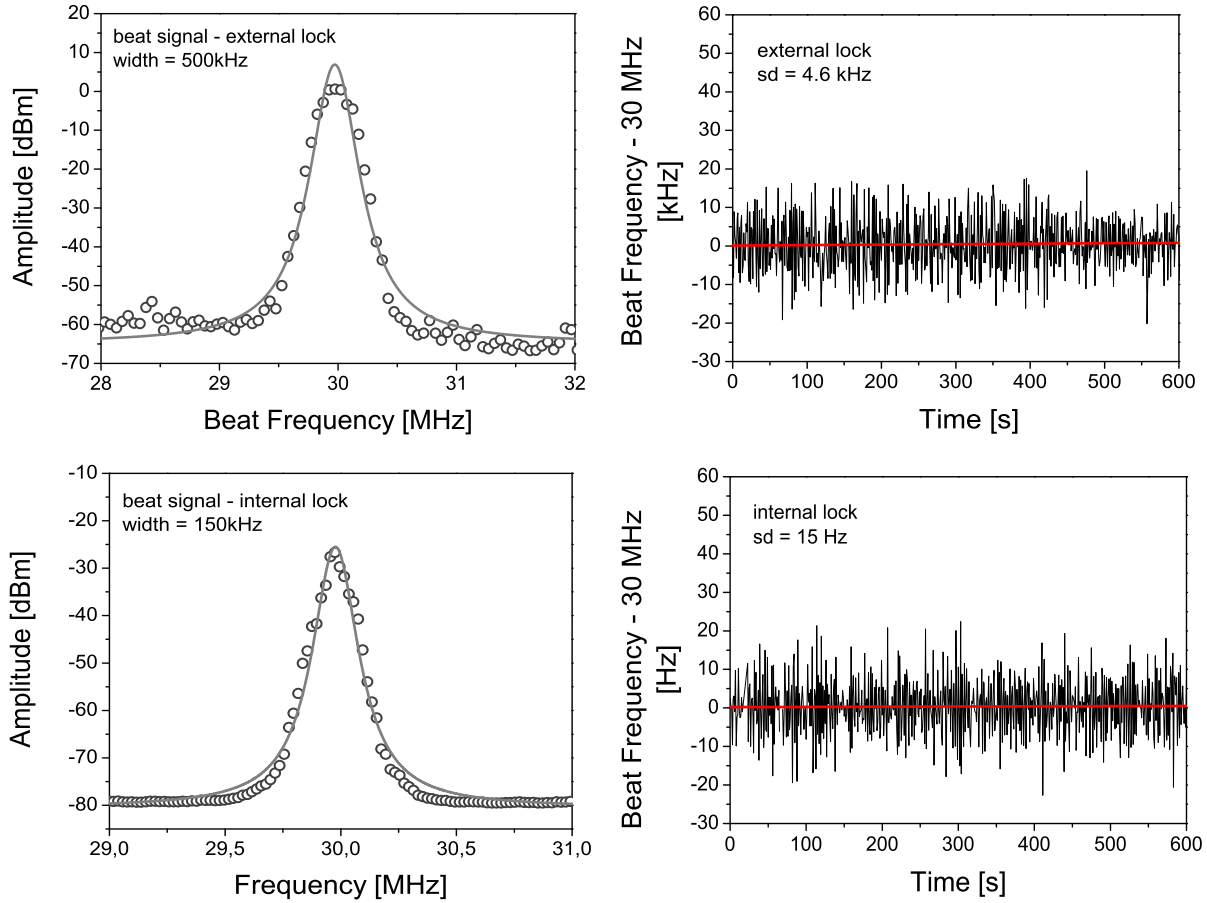 beat signal - external lock
width = 500kHz
Amplitude [dBm]
20
10
0
-10
-20
-30
-40
-50
-60
-70
28 29 30 31 32
Beat Frequency [MHz]
external lock
sd = 4.6 kHz
Beat Frequency - 30 MHz
[kHz]
60
50
40
30
20
10
0
-10
-20
-30
0 100 200 300 400 500 600
Time [s]
beat signal - internal lock
width = 150kHz
Amplitude [dBm]
-10
-20
-30
-40
-50
-60
-70
-80
29,0 29,5 30,0 30,5 31,0
Frequency [MHz]
internal lock
sd = 15 Hz
Beat Frequency - 30 MHz
[Hz]
60
50
40
30
20
10
0
-10
-20
-30
0 100 200 300 400 500 600
Time [s]